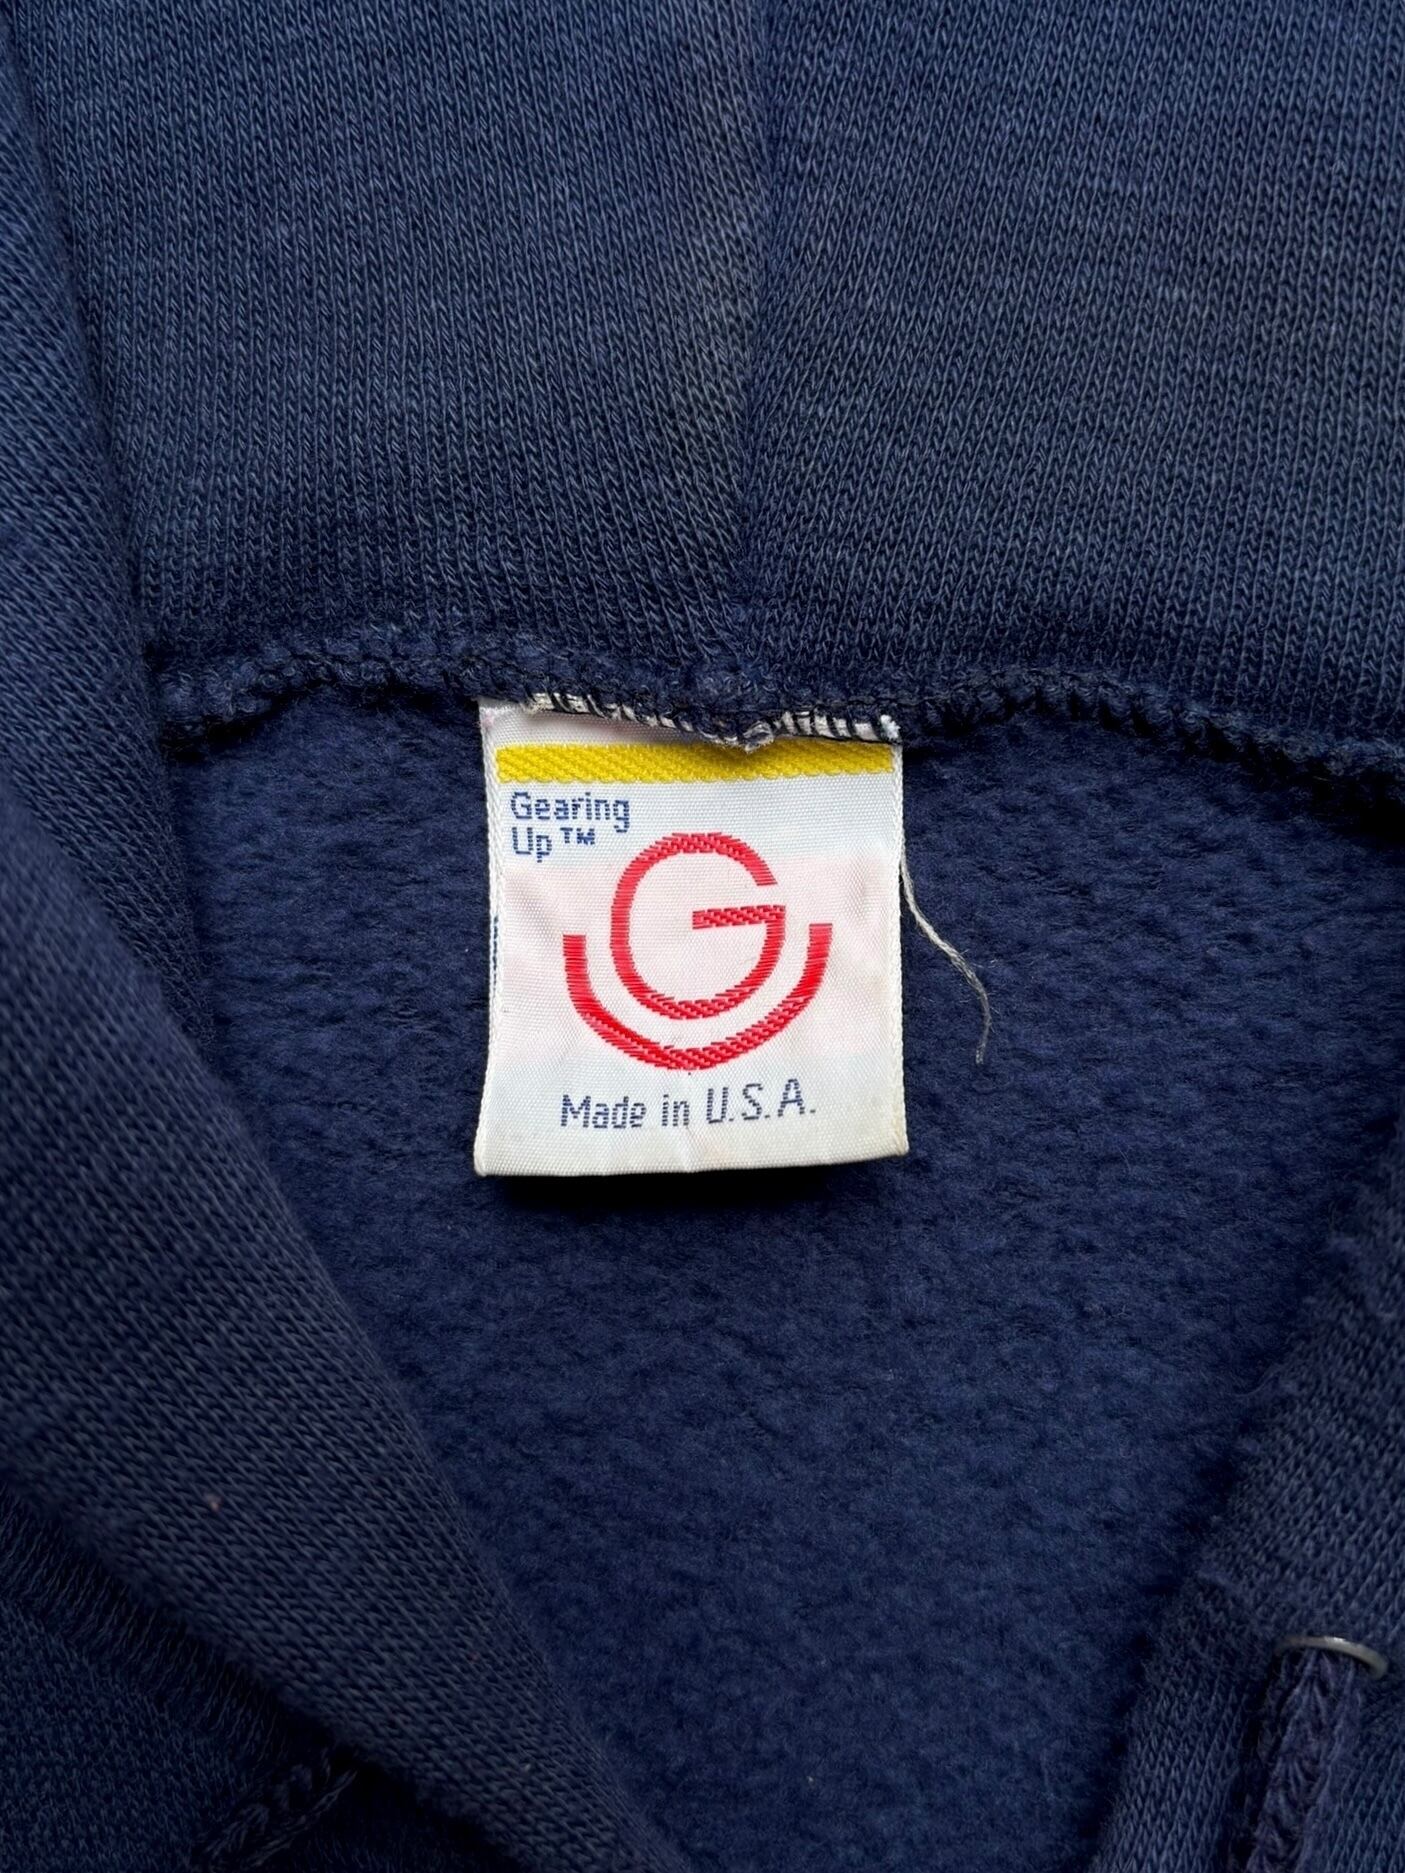 Gearing
Up™
G
Made in U.S.A.